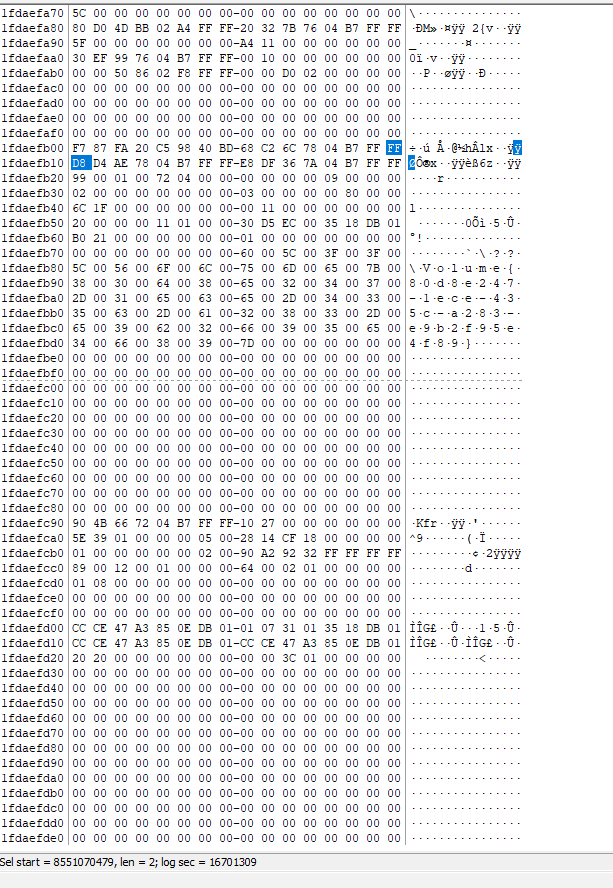 1fdaefa70 5C 00 00 00 00 00 00 00-00 00 00 00 00 00 00 00 \···············
1fdaefa80 80 D0 4D BB 02 A4 FF FF-20 32 7B 76 04 B7 FF FF ·ÐM»·¤ÿÿ 2{v··ÿÿ
1fdaefa90 5F 00 00 00 00 00 00 00-A4 11 00 00 00 00 00 00 _·······¤·······
1fdaefaa0 30 EF 99 76 04 B7 FF FF-00 10 00 00 00 00 00 00 0ï·v··ÿÿ········
1fdaefab0 00 00 50 86 02 F8 FF FF-00 00 D0 02 00 00 00 00 ··P··øÿÿ··Ð·····
1fdaefac0 00 00 00 00 00 00 00 00-00 00 00 00 00 00 00 00 ················
1fdaefad0 00 00 00 00 00 00 00 00-00 00 00 00 00 00 00 00 ················
1fdaefae0 00 00 00 00 00 00 00 00-00 00 00 00 00 00 00 00 ················
1fdaefaf0 00 00 00 00 00 00 00 00-00 00 00 00 00 00 00 00 ················
1fdaefb00 F7 87 FA 20 C5 98 40 BD-68 C2 6C 78 04 B7 FF FF ÷·ú Å·@½hÂlx··ÿÿ
1fdaefb10 D8 D4 AE 78 04 B7 FF FF-E8 DF 36 7A 04 B7 FF FF ØÔ®x··ÿÿèß6z··ÿÿ
1fdaefb20 99 00 01 00 72 04 00 00-00 00 00 00 09 00 00 00 ····r···········
1fdaefb30 02 00 00 00 00 00 00 00-03 00 00 00 00 80 00 00 ················
1fdaefb40 6C 1F 00 00 00 00 00 00-00 11 00 00 00 00 00 00 l···············
1fdaefb50 20 00 00 00 11 01 00 00-30 D5 EC 00 35 18 DB 01  ·······0Õì·5·Û·
1fdaefb60 B0 21 00 00 00 00 00 00-01 00 00 00 00 00 00 00 °!··············
1fdaefb70 00 00 00 00 00 00 00 00-60 00 5C 00 3F 00 3F 00 ········`·\·?·?·
1fdaefb80 5C 00 56 00 6F 00 6C 00-75 00 6D 00 65 00 7B 00 \·V·o·l·u·m·e·{·
1fdaefb90 38 00 30 00 64 00 38 00-65 00 32 00 34 00 37 00 8·0·d·8·e·2·4·7·
1fdaefba0 2D 00 31 00 65 00 63 00-65 00 2D 00 34 00 33 00 -·1·e·c·e·-·4·3·
1fdaefbb0 35 00 63 00 2D 00 61 00-32 00 38 00 33 00 2D 00 5·c·-·a·2·8·3·-·
1fdaefbc0 65 00 39 00 62 00 32 00-66 00 39 00 35 00 65 00 e·9·b·2·f·9·5·e·
1fdaefbd0 34 00 66 00 38 00 39 00-7D 00 00 00 00 00 00 00 4·f·8·9·}·······
1fdaefbe0 00 00 00 00 00 00 00 00-00 00 00 00 00 00 00 00 ················
1fdaefbf0 00 00 00 00 00 00 00 00-00 00 00 00 00 00 00 00 ················
1fdaefc00 00 00 00 00 00 00 00 00-00 00 00 00 00 00 00 00 ················
1fdaefc10 00 00 00 00 00 00 00 00-00 00 00 00 00 00 00 00 ················
1fdaefc20 00 00 00 00 00 00 00 00-00 00 00 00 00 00 00 00 ················
1fdaefc30 00 00 00 00 00 00 00 00-00 00 00 00 00 00 00 00 ················
1fdaefc40 00 00 00 00 00 00 00 00-00 00 00 00 00 00 00 00 ················
1fdaefc50 00 00 00 00 00 00 00 00-00 00 00 00 00 00 00 00 ················
1fdaefc60 00 00 00 00 00 00 00 00-00 00 00 00 00 00 00 00 ················
1fdaefc70 00 00 00 00 00 00 00 00-00 00 00 00 00 00 00 00 ················
1fdaefc80 00 00 00 00 00 00 00 00-00 00 00 00 00 00 00 00 ················
1fdaefc90 90 4B 66 72 04 B7 FF FF-10 27 00 00 00 00 00 00 ·Kfr··ÿÿ·'······
1fdaefca0 5E 39 01 00 00 00 05 00-28 14 CF 18 00 00 00 00 ^9······(·Ï·····
1fdaefcb0 01 00 00 00 00 00 02 00-90 A2 92 32 FF FF FF FF ·········¢·2ÿÿÿÿ
1fdaefcc0 89 00 12 00 01 00 00 00-64 00 02 01 00 00 00 00 ········d·······
1fdaefcd0 01 08 00 00 00 00 00 00-00 00 00 00 00 00 00 00 ················
1fdaefce0 00 00 00 00 00 00 00 00-00 00 00 00 00 00 00 00 ················
1fdaefcf0 00 00 00 00 00 00 00 00-00 00 00 00 00 00 00 00 ················
1fdaefd00 CC CE 47 A3 85 0E DB 01-01 07 31 01 35 18 DB 01 ÌÎG£··Û···1·5·Û·
1fdaefd10 CC CE 47 A3 85 0E DB 01-CC CE 47 A3 85 0E DB 01 ÌÎG£··Û·ÌÎG£··Û·
1fdaefd20 20 20 00 00 00 00 00 00-00 00 3C 01 00 00 00 00   ········<·····
1fdaefd30 00 00 00 00 00 00 00 00-00 00 00 00 00 00 00 00 ················
1fdaefd40 00 00 00 00 00 00 00 00-00 00 00 00 00 00 00 00 ················
1fdaefd50 00 00 00 00 00 00 00 00-00 00 00 00 00 00 00 00 ················
1fdaefd60 00 00 00 00 00 00 00 00-00 00 00 00 00 00 00 00 ················
1fdaefd70 00 00 00 00 00 00 00 00-00 00 00 00 00 00 00 00 ················
1fdaefd80 00 00 00 00 00 00 00 00-00 00 00 00 00 00 00 00 ················
1fdaefd90 00 00 00 00 00 00 00 00-00 00 00 00 00 00 00 00 ················
1fdaefda0 00 00 00 00 00 00 00 00-00 00 00 00 00 00 00 00 ················
1fdaefdb0 00 00 00 00 00 00 00 00-00 00 00 00 00 00 00 00 ················
1fdaefdc0 00 00 00 00 00 00 00 00-00 00 00 00 00 00 00 00 ················
1fdaefdd0 00 00 00 00 00 00 00 00-00 00 00 00 00 00 00 00 ················
1fdaefde0 00 00 00 00 00 00 00 00-00 00 00 00 00 00 00 00 ················
Sel start = 8551070479, len = 2; log sec = 16701309